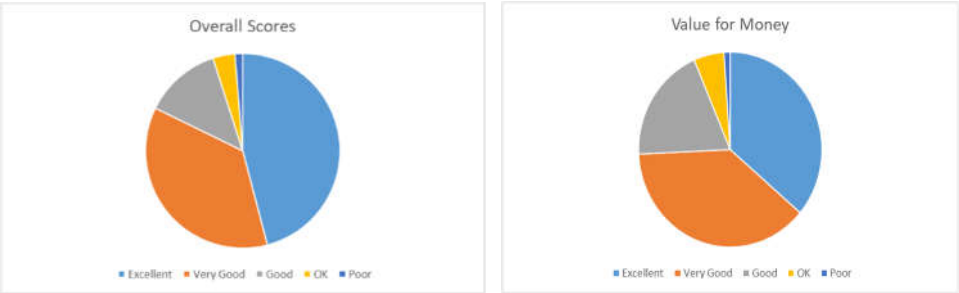 Overall Scores
Excellent Very Good Good OK Poor
Value for Money
Excellent Very Good Good OK Poor